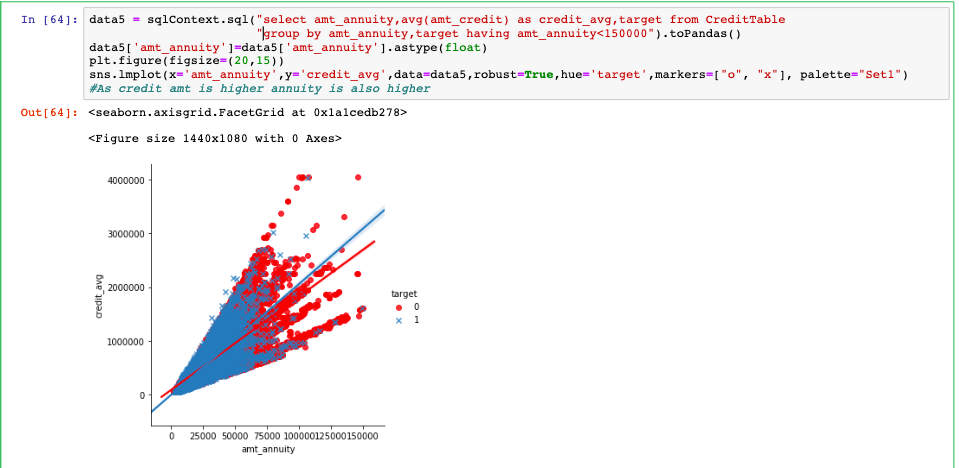 In [64]: data5 = sqlContext.sql("select amt_annuity,avg(amt_credit) as credit_avg,target from CreditTable
"group by amt_annuity,target having amt_annuity<150000").toPandas()
data5['amt_annuity']=data5['amt_annuity'].astype(float)
plt.figure(figsize=(20,15))
sns.lmplot(x='amt_annuity',y='credit_avg',data=data5,robust=True,hue='target',markers=["o", "x"], palette="Set1")
#As credit amt is higher annuity is also higher
Out[64]: <seaborn.axisgrid.FacetGrid at 0x1a1cedb278>
<Figure size 1440x1080 with 0 Axes>
4000000
3000000
2000000
1000000
0
credit_avg
target
0
1
0 25000 50000 75000 100000 125000 150000
amt_annuity